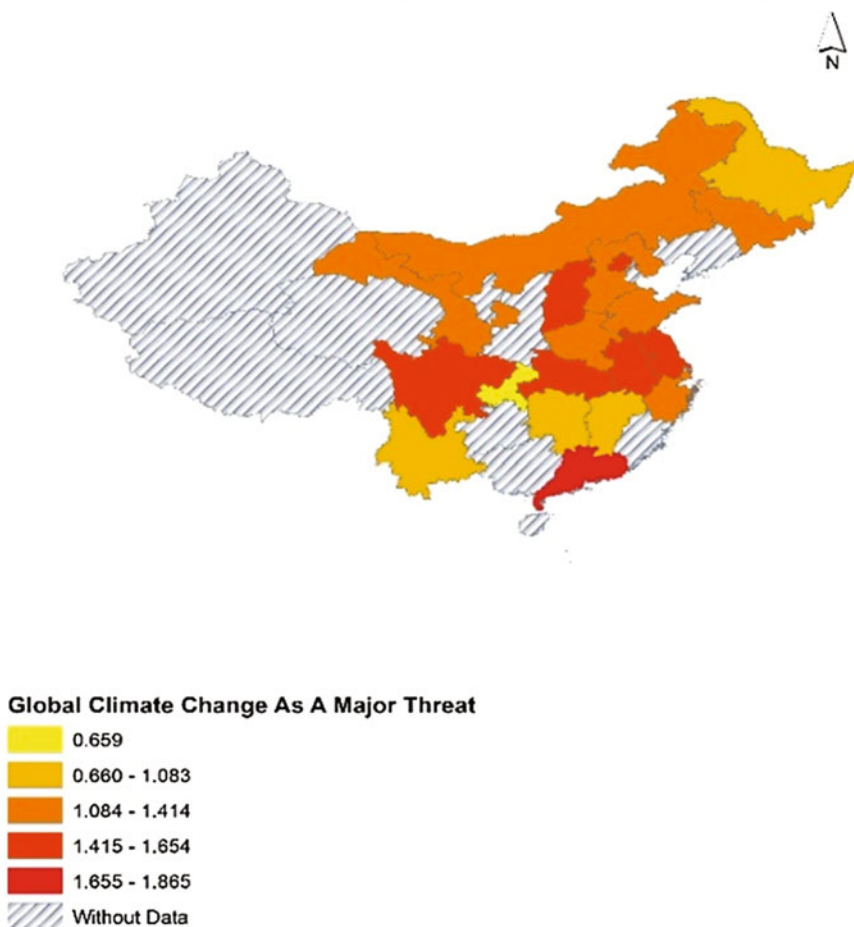 N
Global Climate Change As A Major Threat
0.659
0.660 - 1.083
1.084 - 1.414
1.415 - 1.654
1.655 - 1.865
Without Data